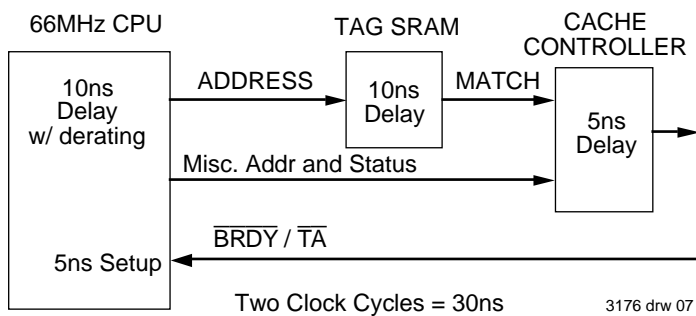 66MHz CPU
TAG SRAM
CACHE
CONTROLLER
10ns
Delay
w/ derating
ADDRESS
10ns
Delay
MATCH
5ns
Delay
Misc. Addr and Status
BRDY / TA
5ns Setup
Two Clock Cycles = 30ns
3176 drw 07